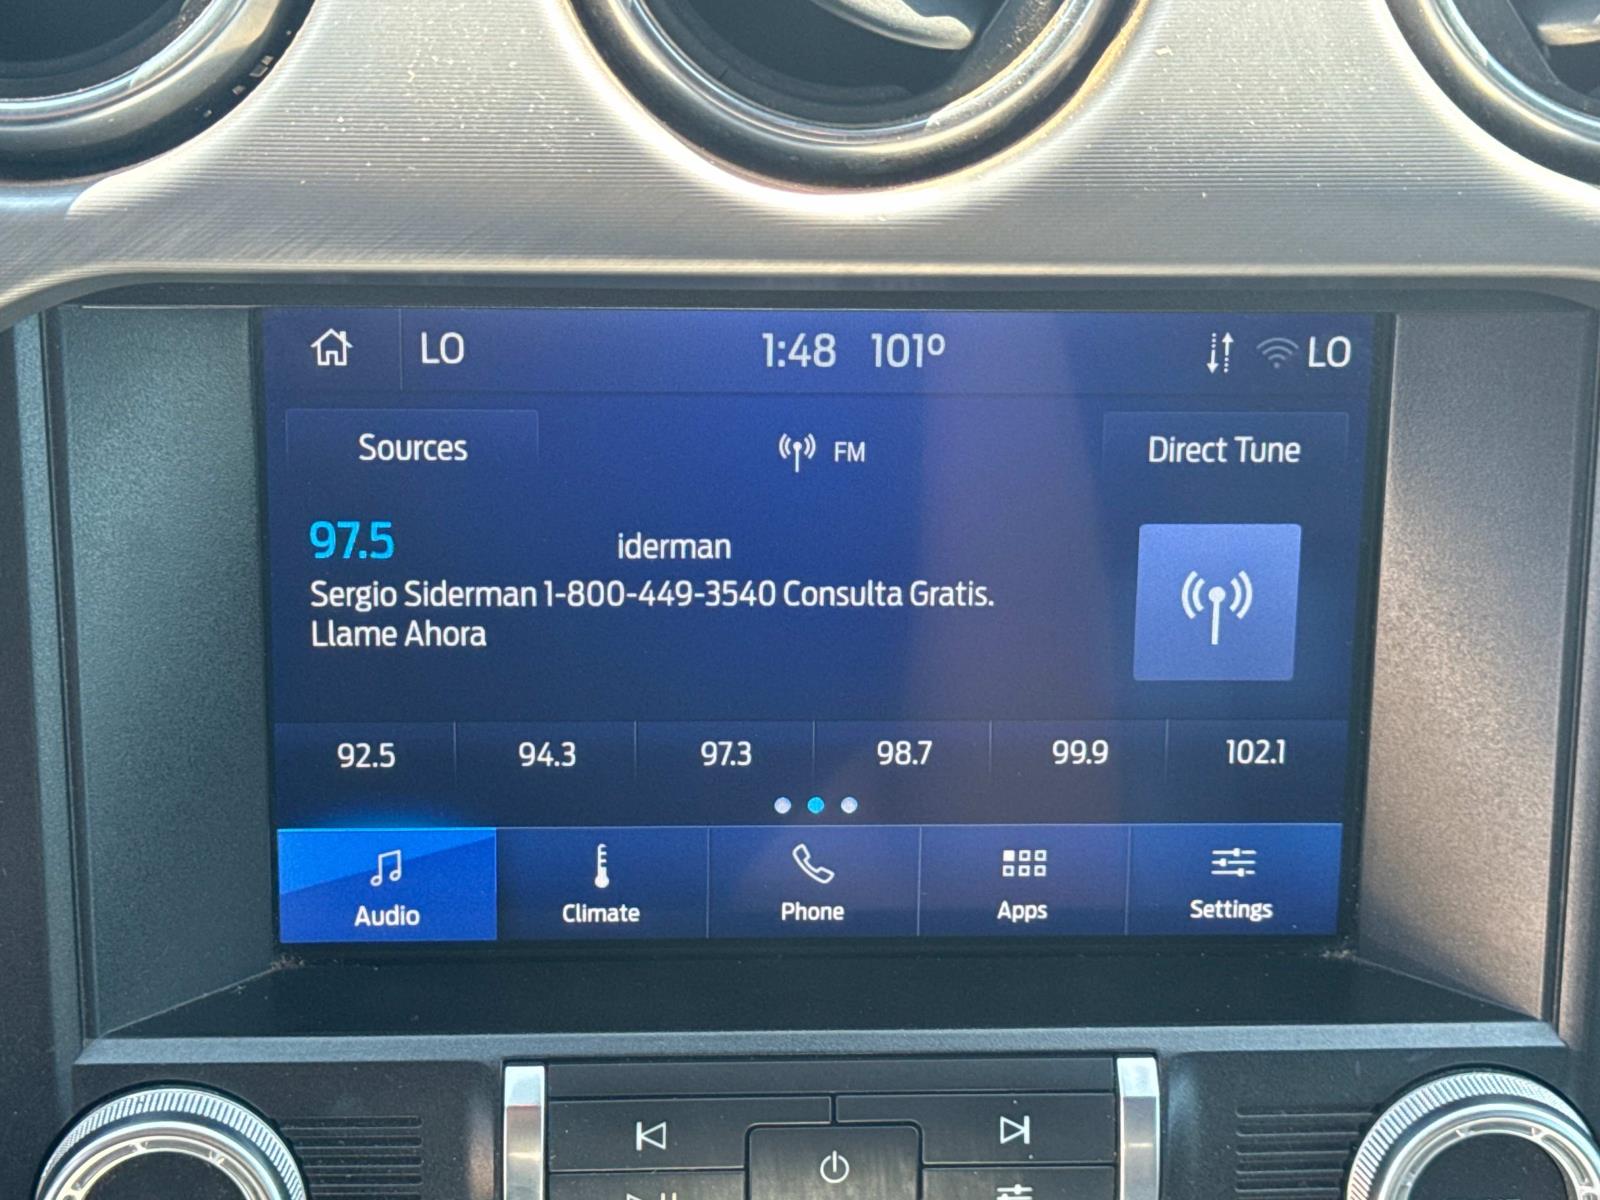 LO 1:48 101° LO
Sources FM Direct Tune
97.5 iderman
Sergio Siderman 1-800-449-3540 Consulta Gratis.
Llame Ahora
92.5 94.3 97.3 98.7 99.9 102.1
Audio Climate Phone Apps Settings